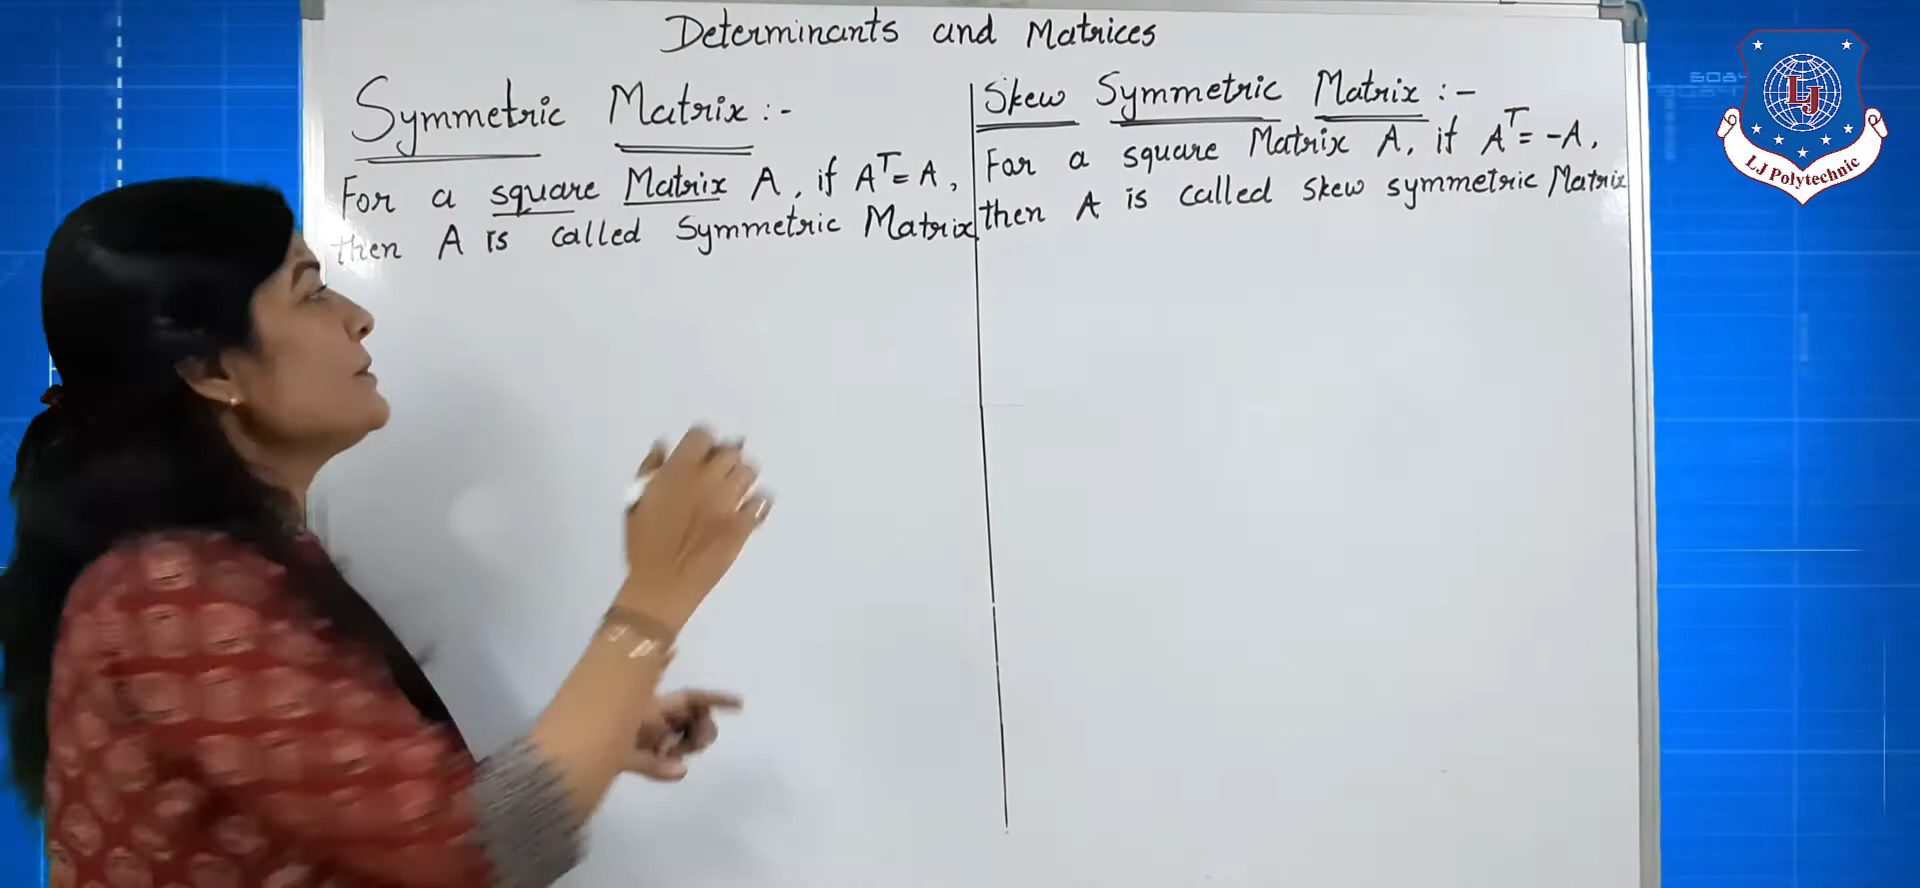 Determinants and Matrices
Symmetric Matrix :-
For a square Matrix A, if Aᵀ = A,
then A is called Symmetric Matrix.
Skew Symmetric Matrix :-
For a square Matrix A, if Aᵀ = -A,
then A is called skew symmetric Matrix
LJ
LJ Polytechnic